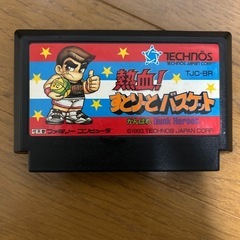 TECHNŌS
TECHNOS JAPAN CORP.
TJC-BR
熱血!
すとりーとバスケット
がんばれ Dunk Heroes
ファミリーコンピュータ
©1993 TECHNOS JAPAN CORP.